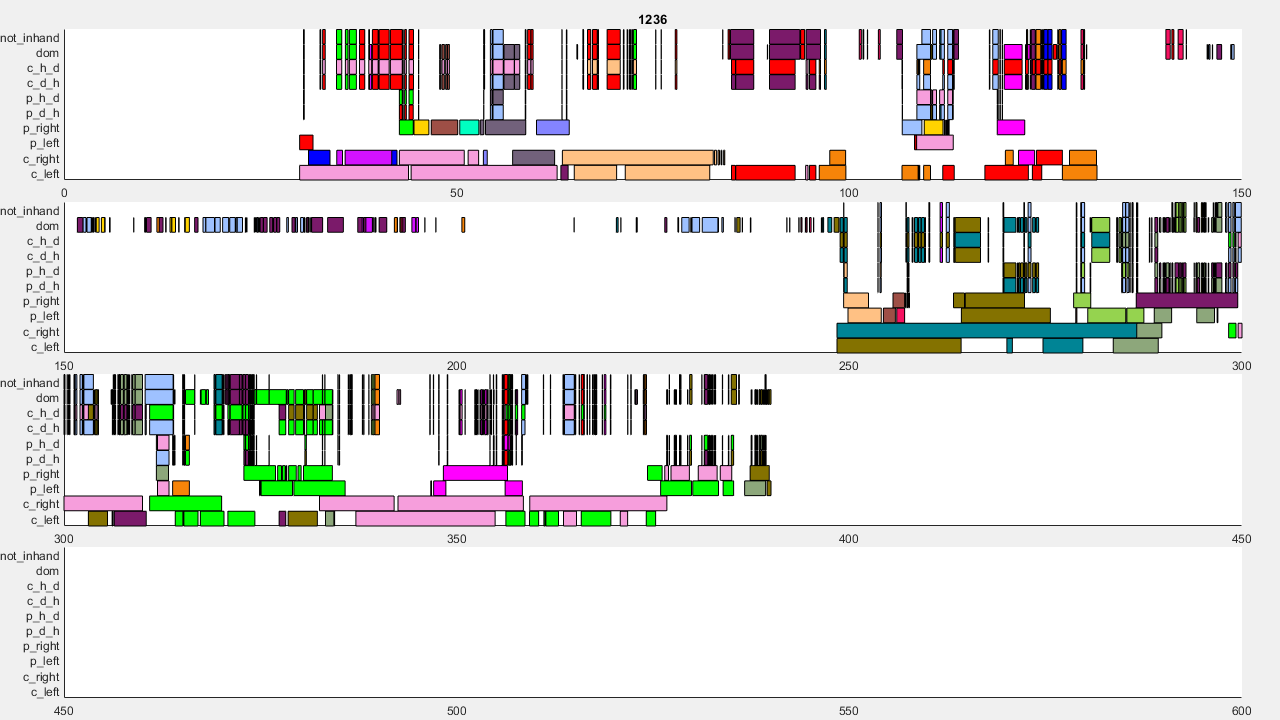 1236
not_inhand
dom
c_h_d
c_d_h
p_h_d
p_d_h
p_right
p_left
c_right
c_left
0 50 100 150
not_inhand
dom
c_h_d
c_d_h
p_h_d
p_d_h
p_right
p_left
c_right
c_left
150 200 250 300
not_inhand
dom
c_h_d
c_d_h
p_h_d
p_d_h
p_right
p_left
c_right
c_left
300 350 400 450
not_inhand
dom
c_h_d
c_d_h
p_h_d
p_d_h
p_right
p_left
c_right
c_left
450 500 550 600